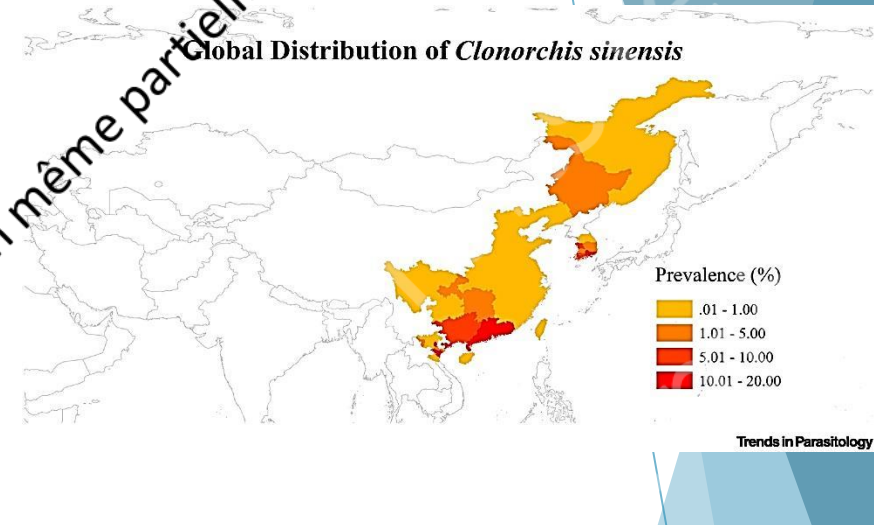 même partiel
Global Distribution of Clonorchis sinensis
Prevalence (%)
.01 - 1.00
1.01 - 5.00
5.01 - 10.00
10.01 - 20.00
Trends in Parasitology